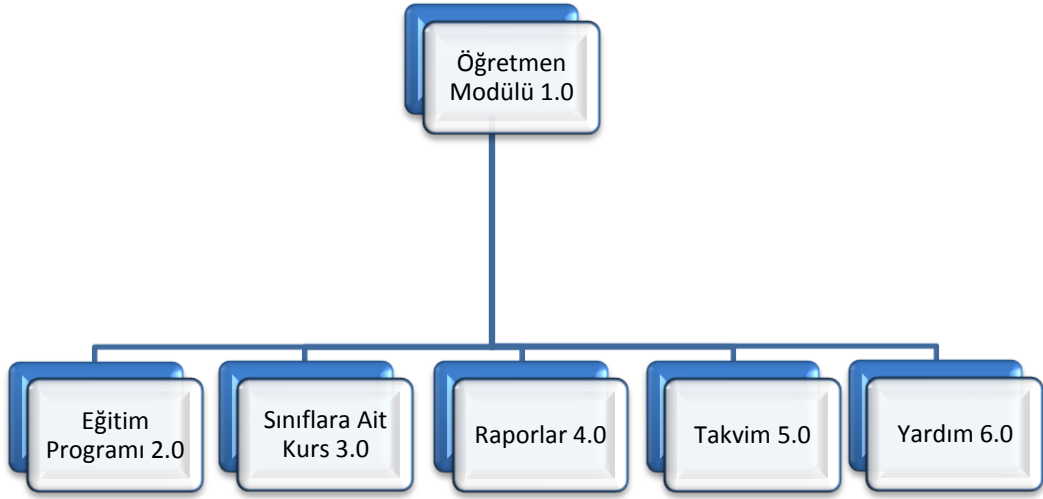 Öğretmen
Modülü 1.0
Eğitim
Programı 2.0
Sınıflara Ait
Kurs 3.0
Raporlar 4.0
Takvim 5.0
Yardım 6.0